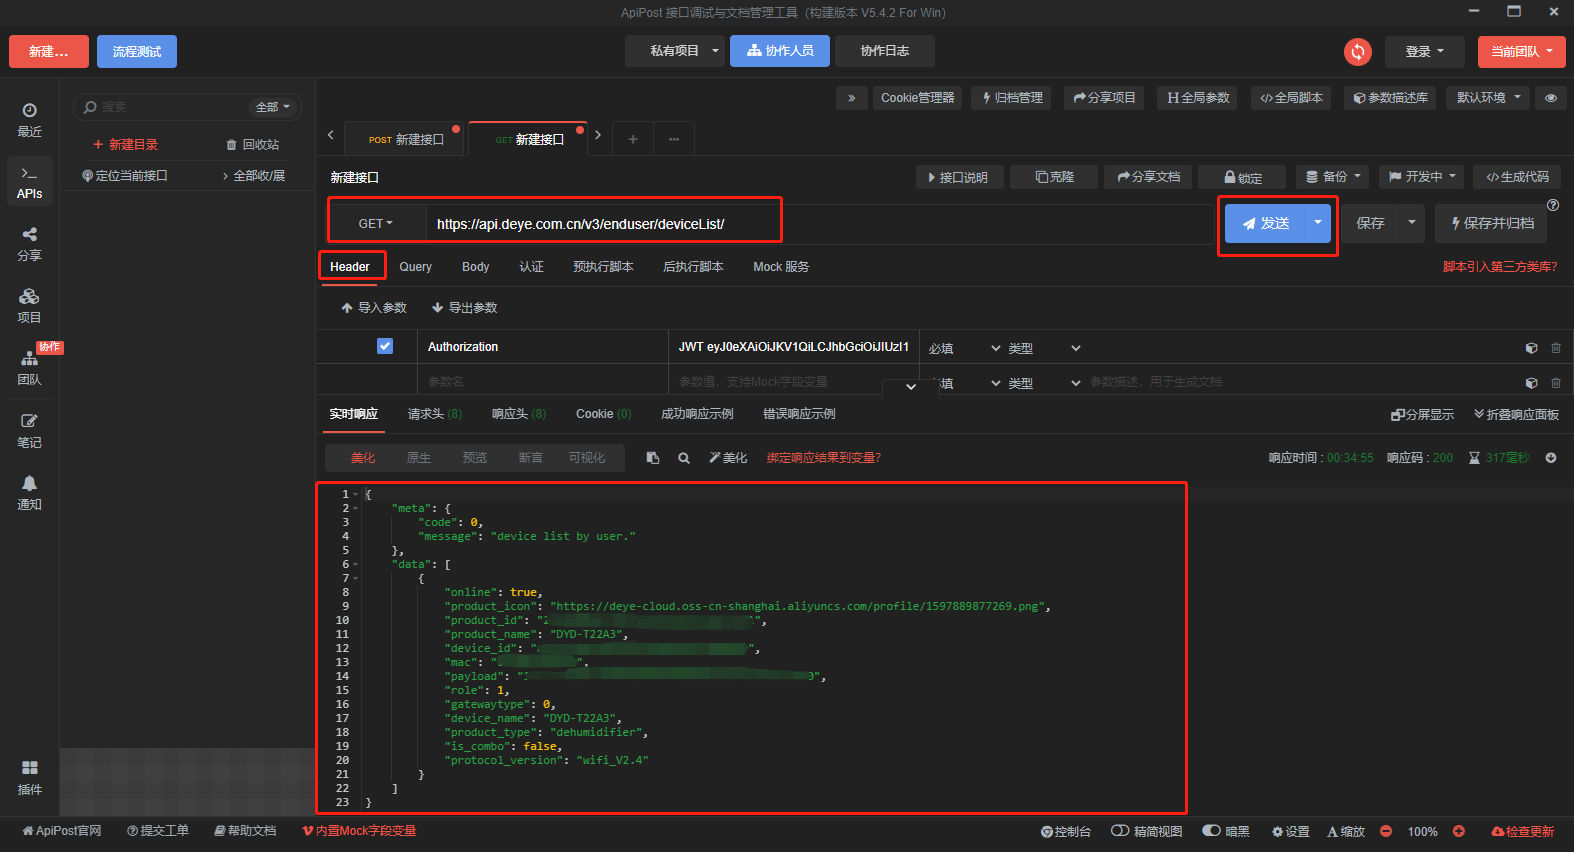 ApiPost 接口调试与文档管理工具（构建版本 V5.4.2 For Win）
新建...
流程测试
私有项目
协作人员
协作日志
登录
当前团队
搜索
全部
新建目录
回收站
定位当前接口
全部收/展
最近
APIs
分享
项目
协作
团队
笔记
通知
插件
Cookie管理器
归档管理
分享项目
全局参数
全局脚本
参数描述库
默认环境
POST 新建接口
GET 新建接口
新建接口
接口说明
克隆
分享文档
锁定
备份
开发中
生成代码
GET
https://api.deye.com.cn/v3/enduser/deviceList/
发送
保存
保存并归档
Header
Query
Body
认证
预执行脚本
后执行脚本
Mock 服务
脚本引入第三方类库?
导入参数
导出参数
Authorization
JWT eyJ0eXAiOiJKV1QiLCJhbGciOiJIUzI1
必填
类型
参数名
参数值，支持Mock字段变量
填
类型
参数描述，用于生成文档
实时响应
请求头 (8)
响应头 (8)
Cookie (0)
成功响应示例
错误响应示例
分屏显示
折叠响应面板
美化
原生
预览
断言
可视化
美化
绑定响应结果到变量?
响应时间 : 00:34:55
响应码 : 200
317毫秒
1 {
2 "meta": {
3 "code": 0,
4 "message": "device list by user."
5 },
6 "data": [
7 {
8 "online": true,
9 "product_icon": "https://deye-cloud.oss-cn-shanghai.aliyuncs.com/profile/1597889877269.png",
10 "product_id": "
11 "product_name": "DYD-T22A3",
12 "device_id": "
13 "mac": "
14 "payload": "
15 "role": 1,
16 "gatewaytype": 0,
17 "device_name": "DYD-T22A3",
18 "product_type": "dehumidifier",
19 "is_combo": false,
20 "protocol_version": "wifi_V2.4"
21 }
22 ]
23 }
ApiPost官网
提交工单
帮助文档
内置Mock字段变量
控制台
精简视图
暗黑
设置
缩放
100%
检查更新